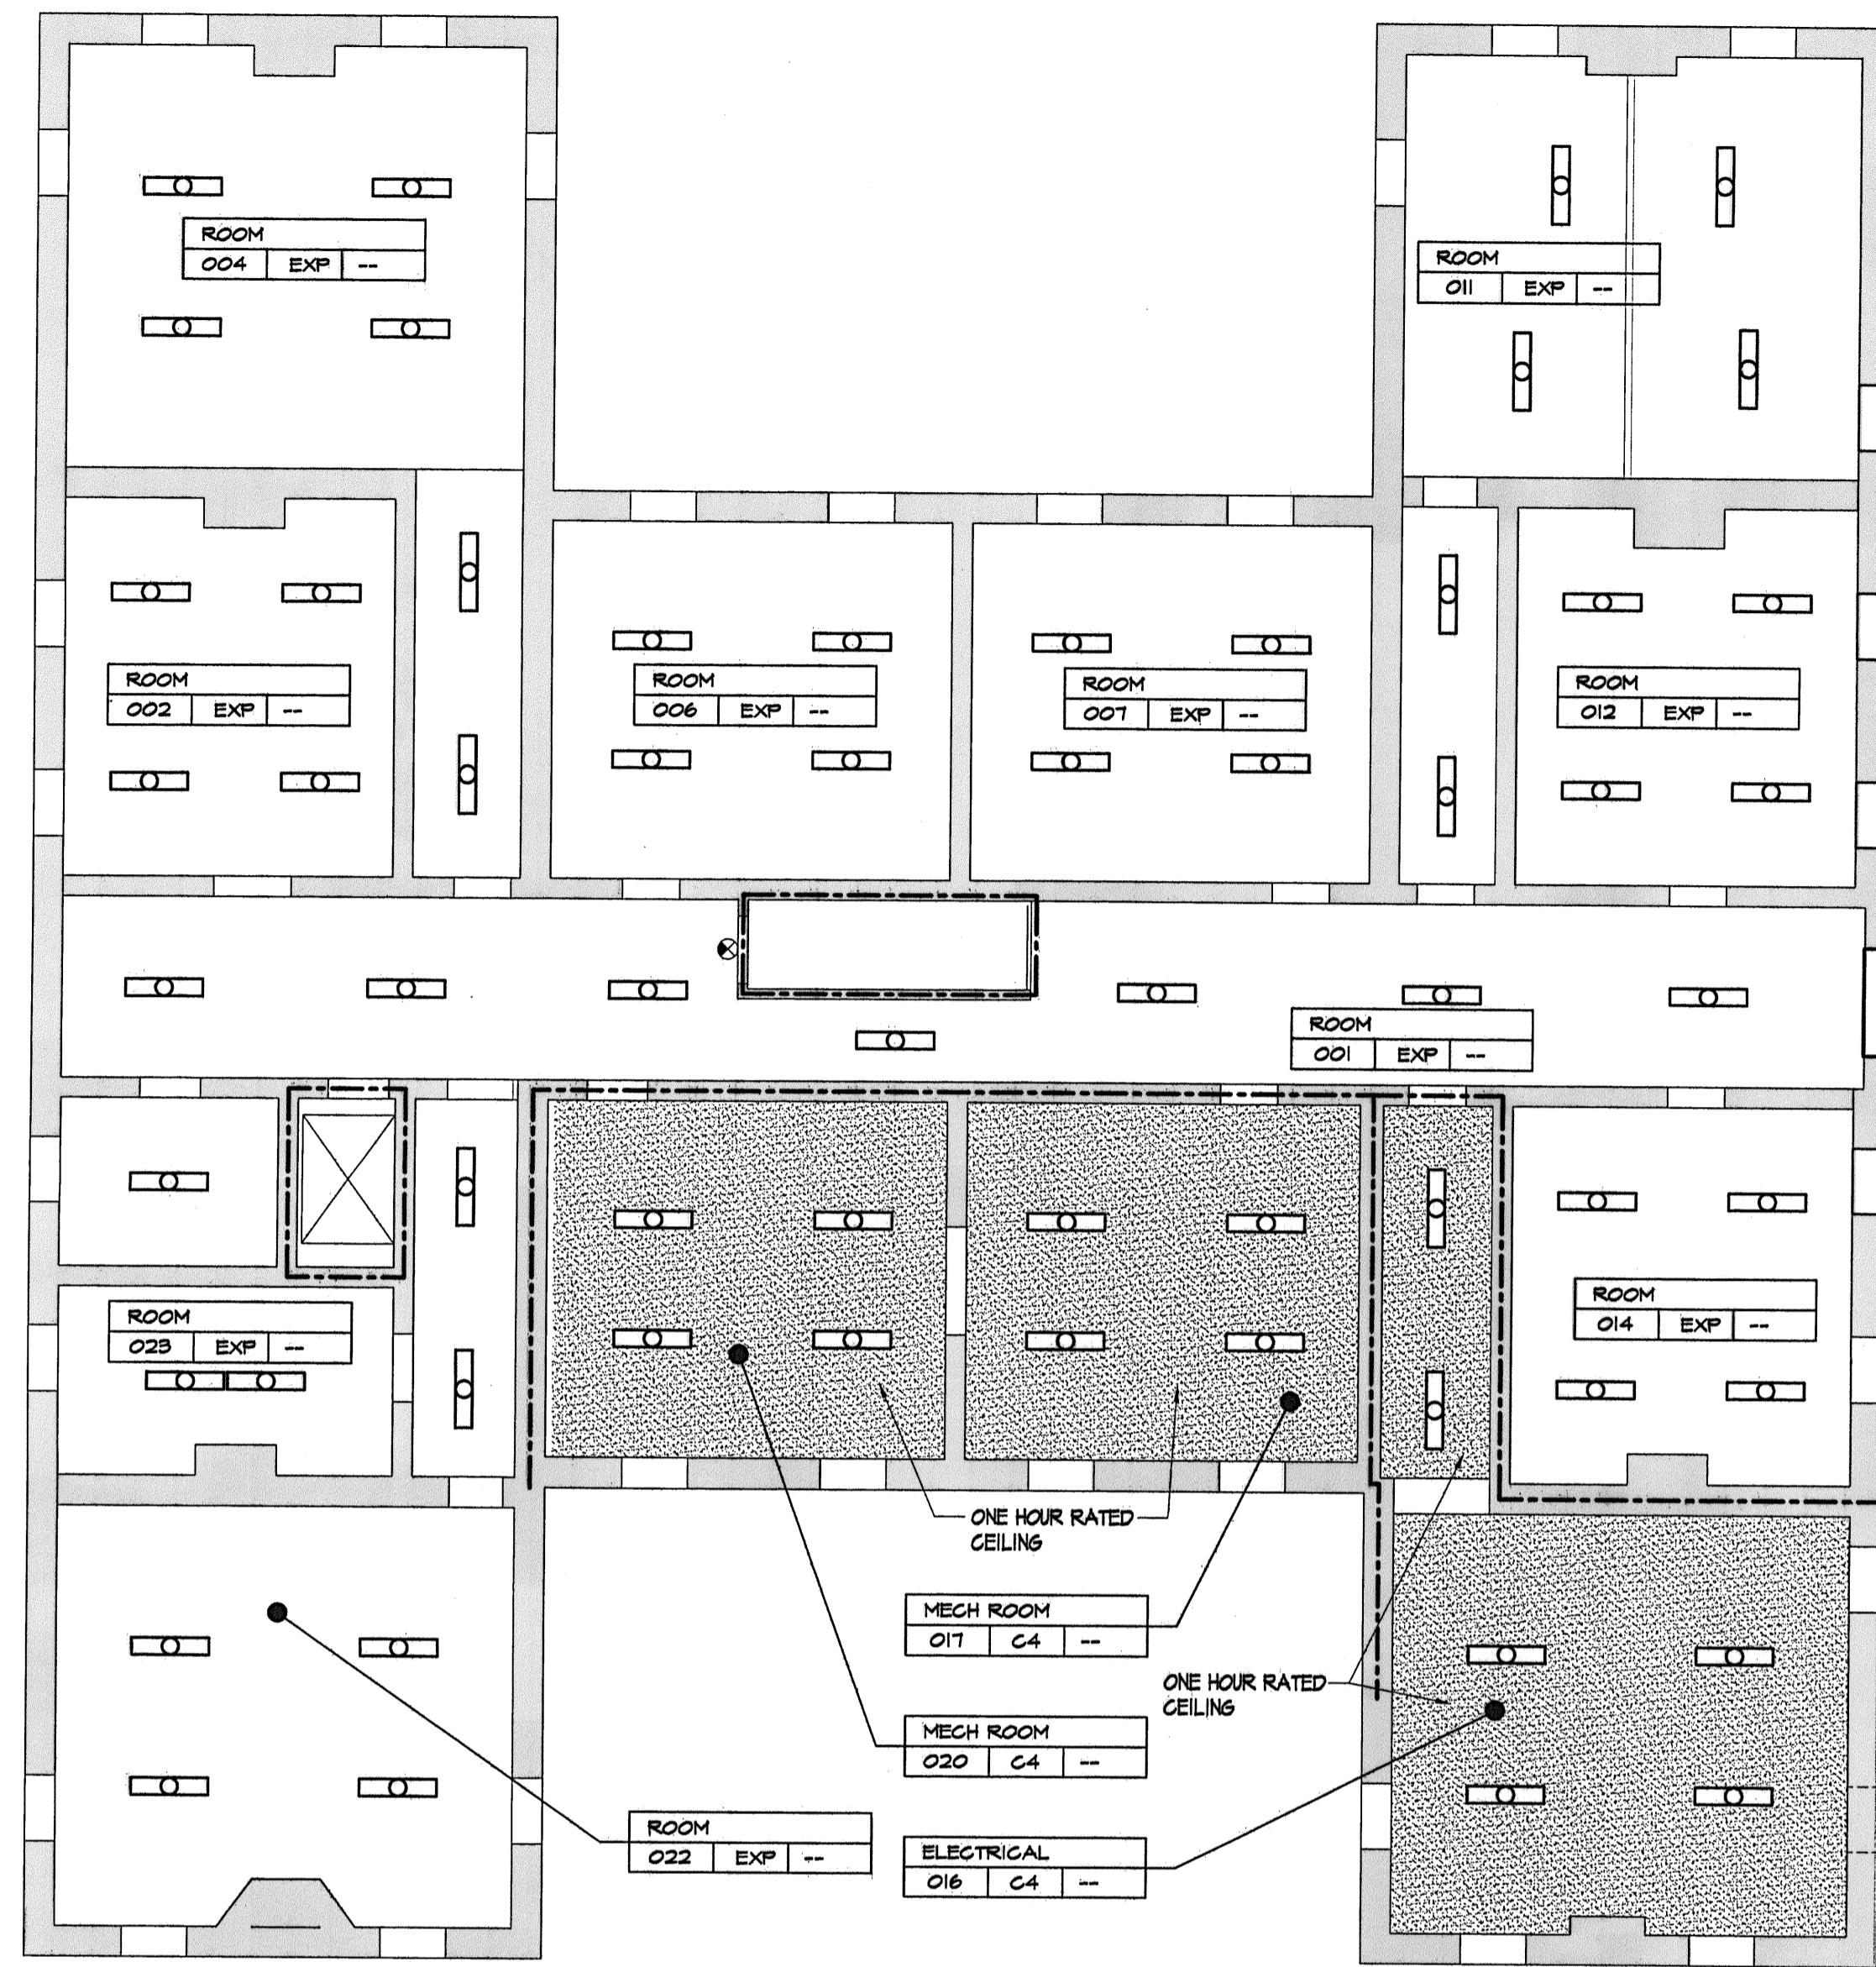 ROOM
004 EXP --
ROOM
011 EXP --
ROOM
002 EXP --
ROOM
006 EXP --
ROOM
007 EXP --
ROOM
012 EXP --
ROOM
001 EXP --
ROOM
023 EXP --
ROOM
014 EXP --
ONE HOUR RATED
CEILING
MECH ROOM
017 C4 --
ONE HOUR RATED
CEILING
MECH ROOM
020 C4 --
ROOM
022 EXP --
ELECTRICAL
016 C4 --